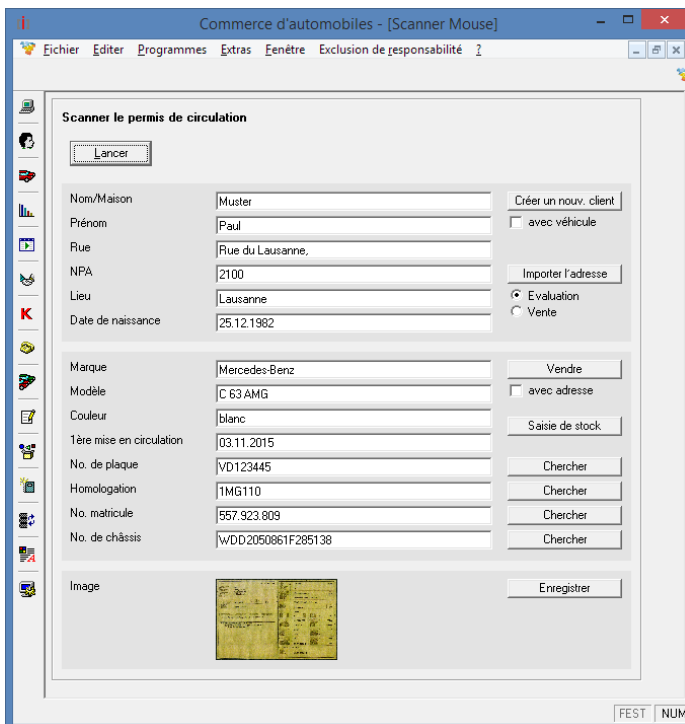 Commerce d'automobiles - [Scanner Mouse]
Fichier Editer Programmes Extras Fenêtre Exclusion de responsabilité ?
Scanner le permis de circulation
Lancer
Nom/Maison Muster Créer un nouv. client
Prénom Paul avec véhicule
Rue Rue du Lausanne,
NPA 2100 Importer l'adresse
Lieu Lausanne Evaluation
Vente
Date de naissance 25.12.1982
Marque Mercedes-Benz Vendre
Modèle C 63 AMG avec adresse
Couleur blanc
Saisie de stock
1ère mise en circulation 03.11.2015
No. de plaque VD123445 Chercher
Homologation 1MG110 Chercher
No. matricule 557.923.809 Chercher
No. de châssis WDD2050861F285138 Chercher
Image Enregistrer
FEST NUM